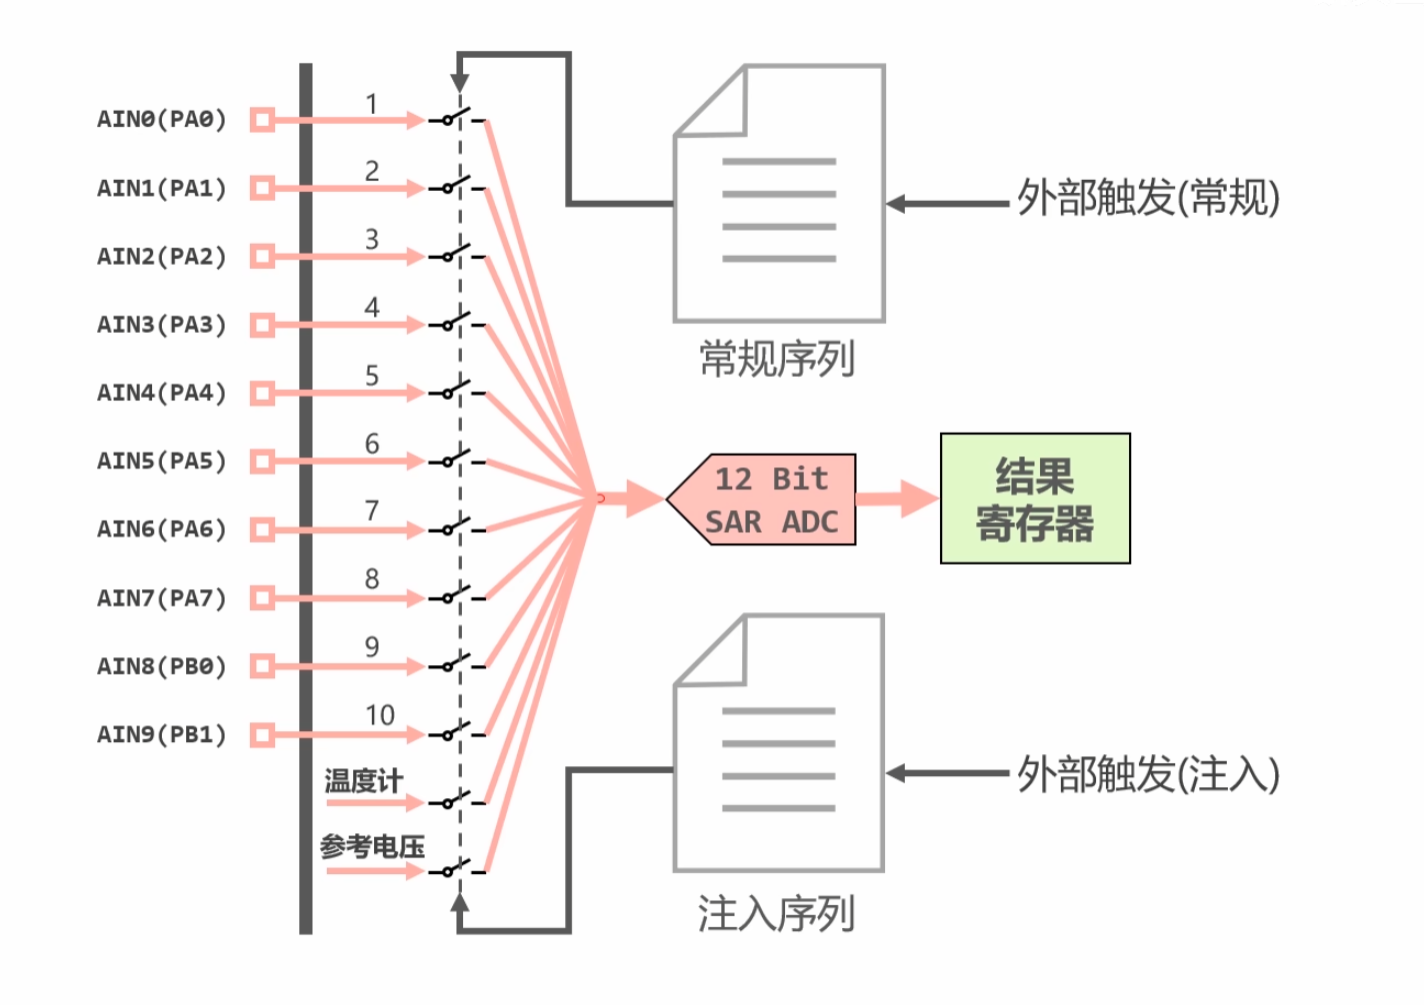 AIN0(PA0)
1
AIN1(PA1)
2
AIN2(PA2)
3
AIN3(PA3)
4
AIN4(PA4)
5
AIN5(PA5)
6
AIN6(PA6)
7
AIN7(PA7)
8
AIN8(PB0)
9
AIN9(PB1)
10
温度计
参考电压
外部触发(常规)
常规序列
12 Bit
SAR ADC
结果
寄存器
外部触发(注入)
注入序列